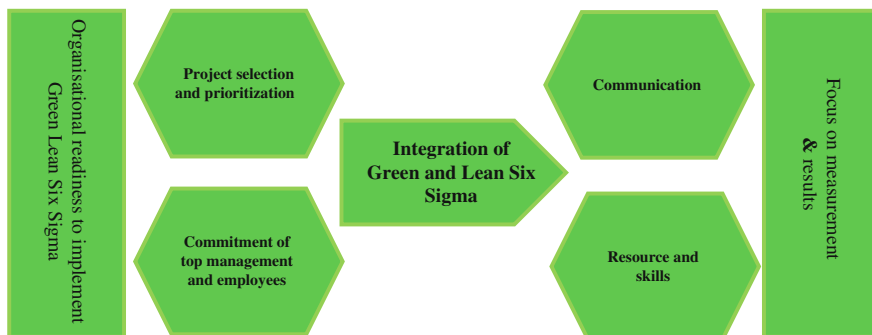 Organisational readiness to implement
Green Lean Six Sigma
Project selection
and prioritization
Commitment of
top management
and employees
Integration of
Green and Lean Six
Sigma
Communication
Resource and
skills
Focus on measurement
& results